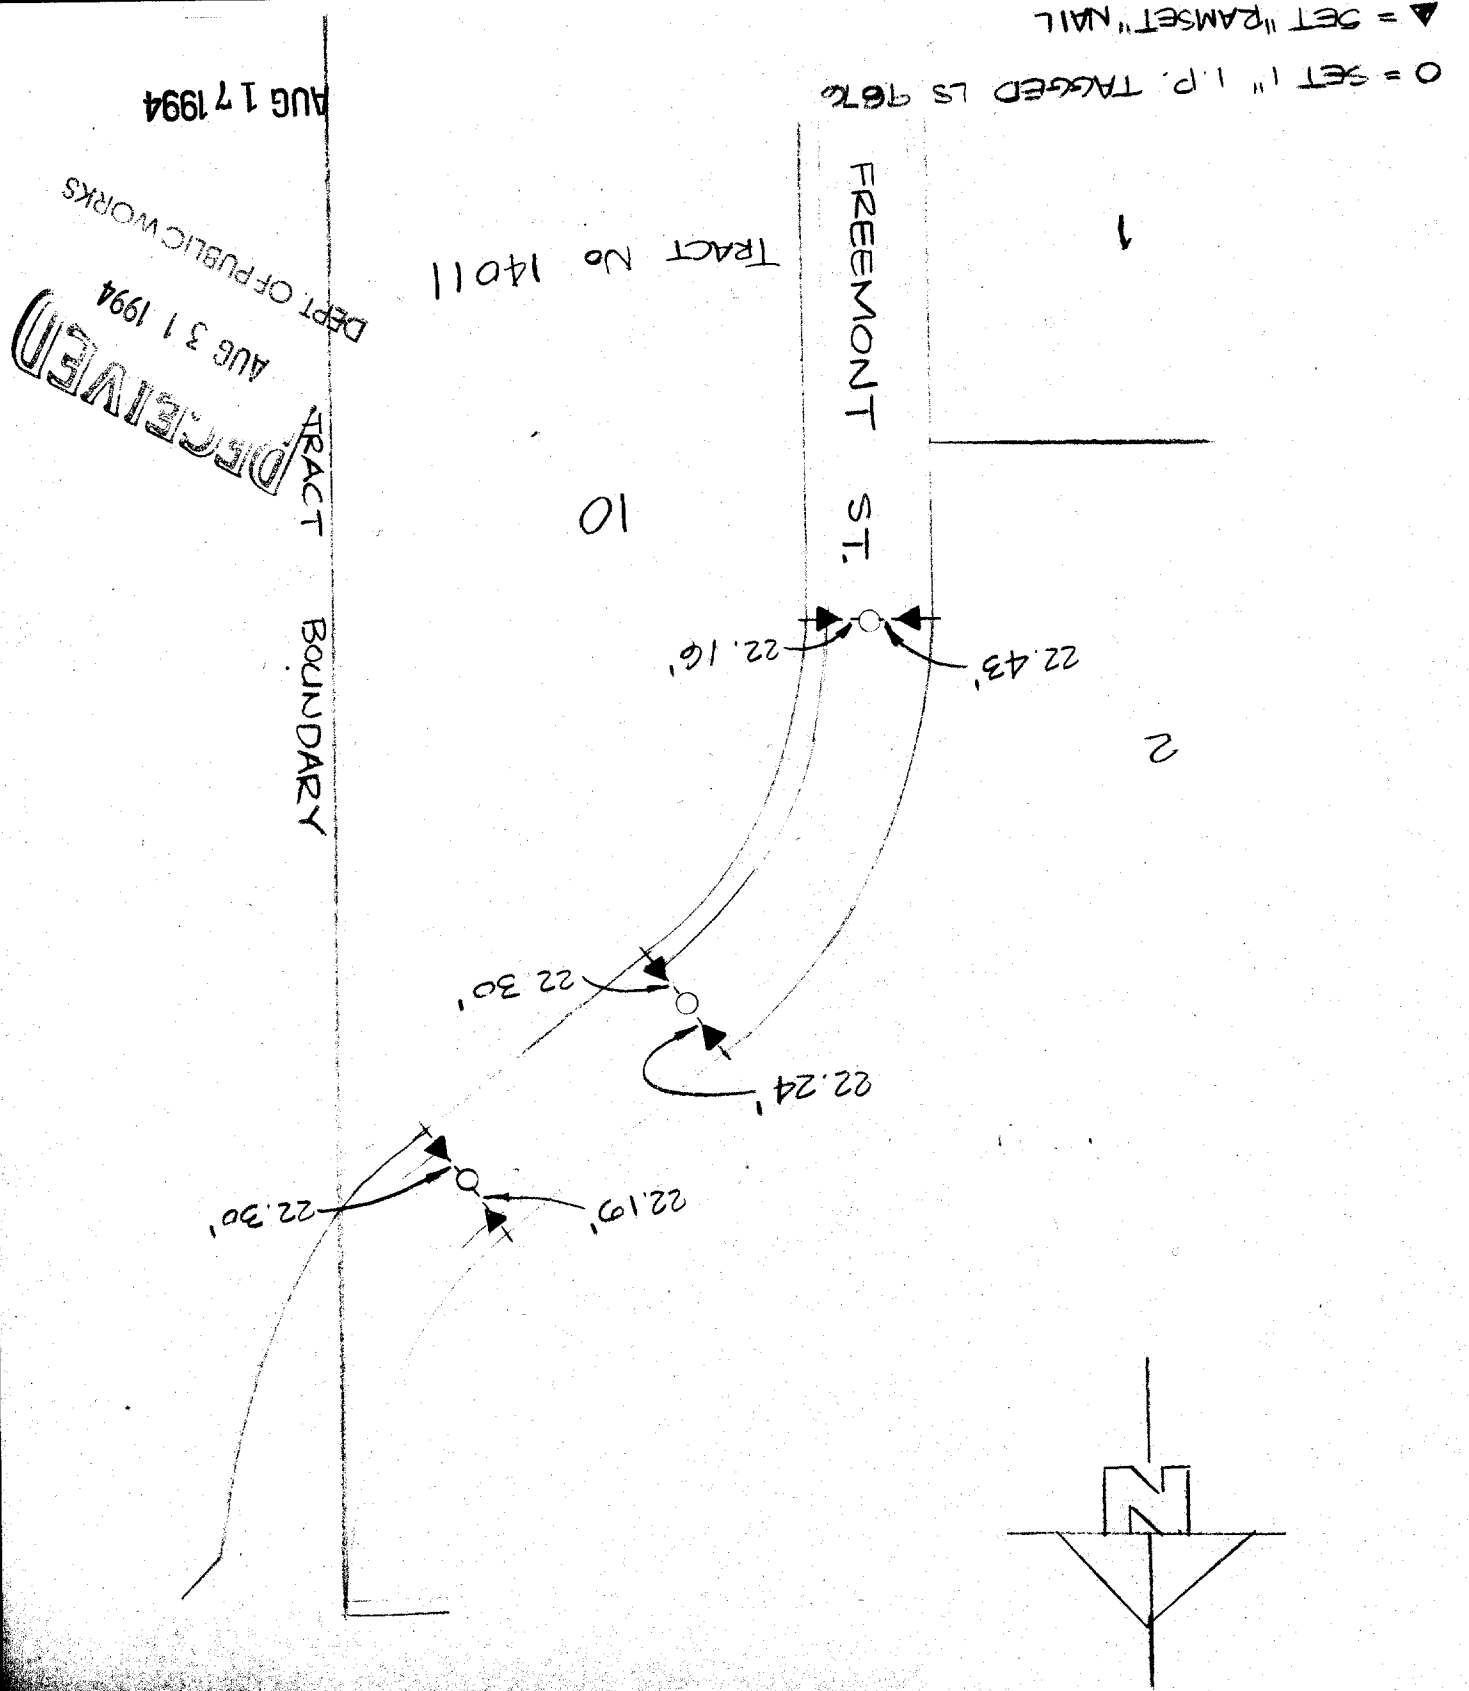 O = SET 1" I.P. TAGGED LS 9876
▲ = SET "RAMSET" NAIL
N
22.19'
22.30'
22.24'
22.30'
2
22.43'
22.16'
FREEMONT ST.
10
TRACT BOUNDARY
1
TRACT No 14011
RECEIVED
AUG 31 1994
DEPT. OF PUBLIC WORKS
AUG 17 1994